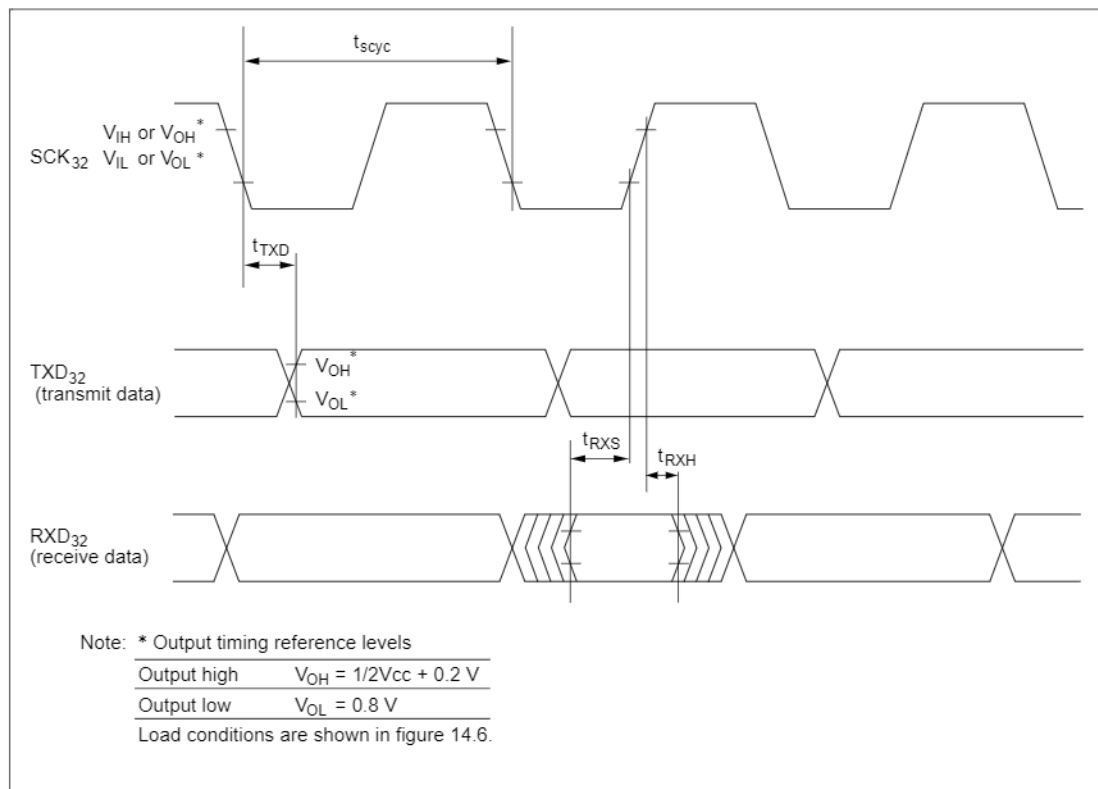 tscyc
VIH or VOH*
SCK32 VIL or VOL*
tTXD
TXD32
(transmit data)
VOH*
VOL*
tRXS
tRXH
RXD32
(receive data)
Note: * Output timing reference levels
Output high VOH = 1/2Vcc + 0.2 V
Output low VOL = 0.8 V
Load conditions are shown in figure 14.6.